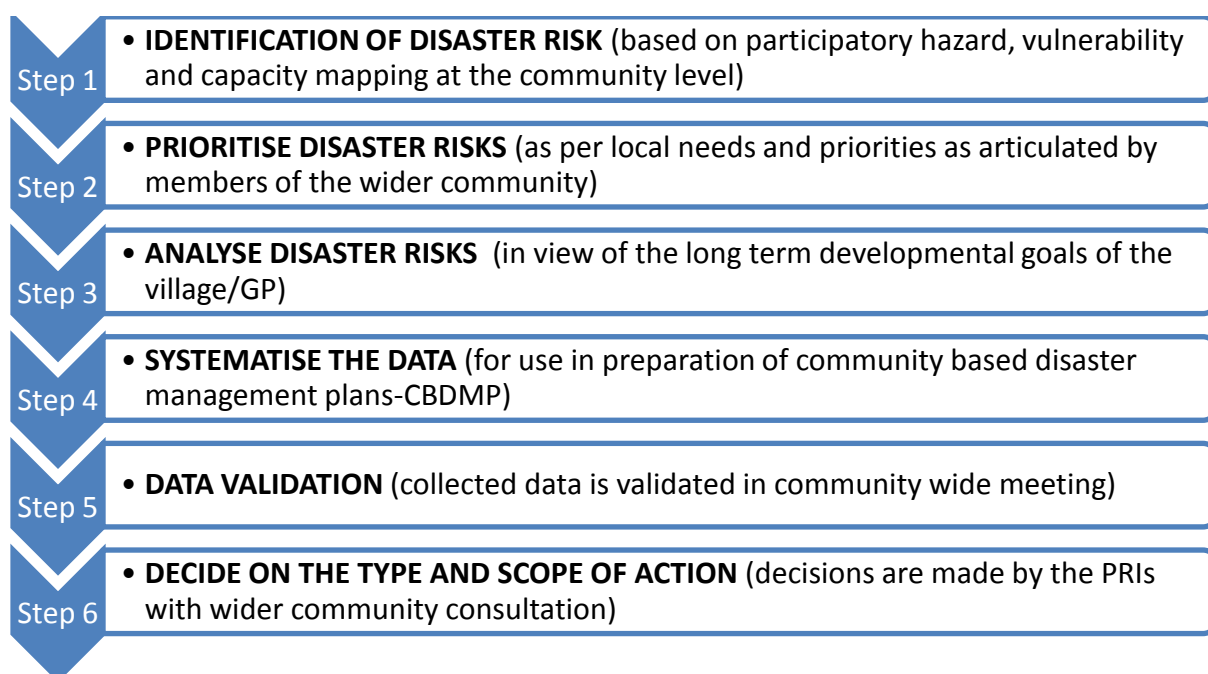 Step 1
• IDENTIFICATION OF DISASTER RISK (based on participatory hazard, vulnerability
and capacity mapping at the community level)
Step 2
• PRIORITISE DISASTER RISKS (as per local needs and priorities as articulated by
members of the wider community)
Step 3
• ANALYSE DISASTER RISKS (in view of the long term developmental goals of the
village/GP)
Step 4
• SYSTEMATISE THE DATA (for use in preparation of community based disaster
management plans-CBDMP)
Step 5
• DATA VALIDATION (collected data is validated in community wide meeting)
Step 6
• DECIDE ON THE TYPE AND SCOPE OF ACTION (decisions are made by the PRIs
with wider community consultation)